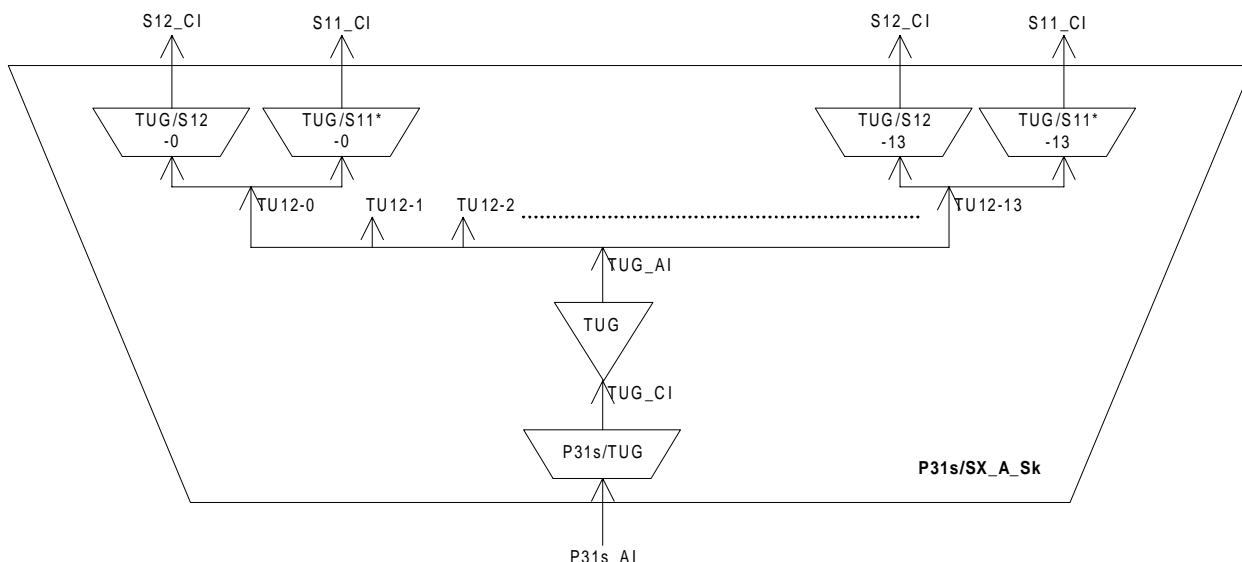 S12_CI S11_CI S12_CI S11_CI
TUG/S12 TUG/S11* TUG/S12 TUG/S11*
-0 -0 -13 -13
TU12-0 TU12-1 TU12-2 TU12-13
TUG_AI
TUG
TUG_CI
P31s/TUG
P31s/SX_A_Sk
P31s_AI